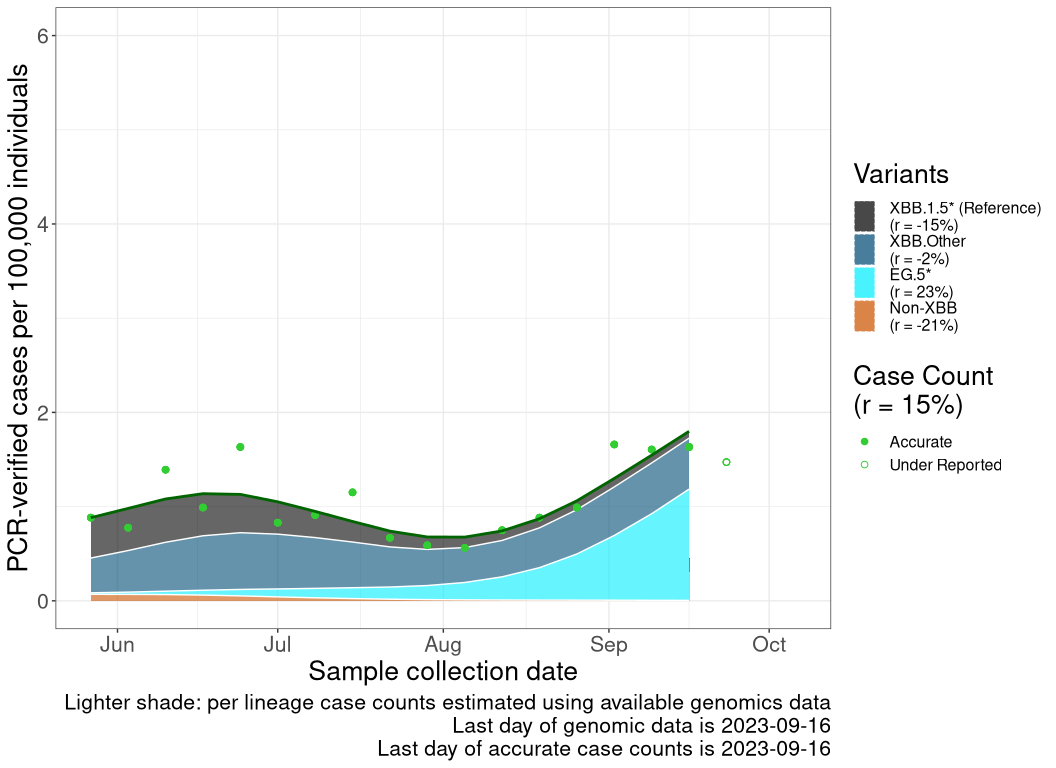 PCR-verified cases per 100,000 individuals
6
4
2
0
Jun Jul Aug Sep Oct
Sample collection date
Lighter shade: per lineage case counts estimated using available genomics data
Last day of genomic data is 2023-09-16
Last day of accurate case counts is 2023-09-16
Variants
XBB.1.5* (Reference)
(r = -15%)
XBB.Other
(r = -2%)
EG.5*
(r = 23%)
Non-XBB
(r = -21%)
Case Count
(r = 15%)
Accurate
Under Reported